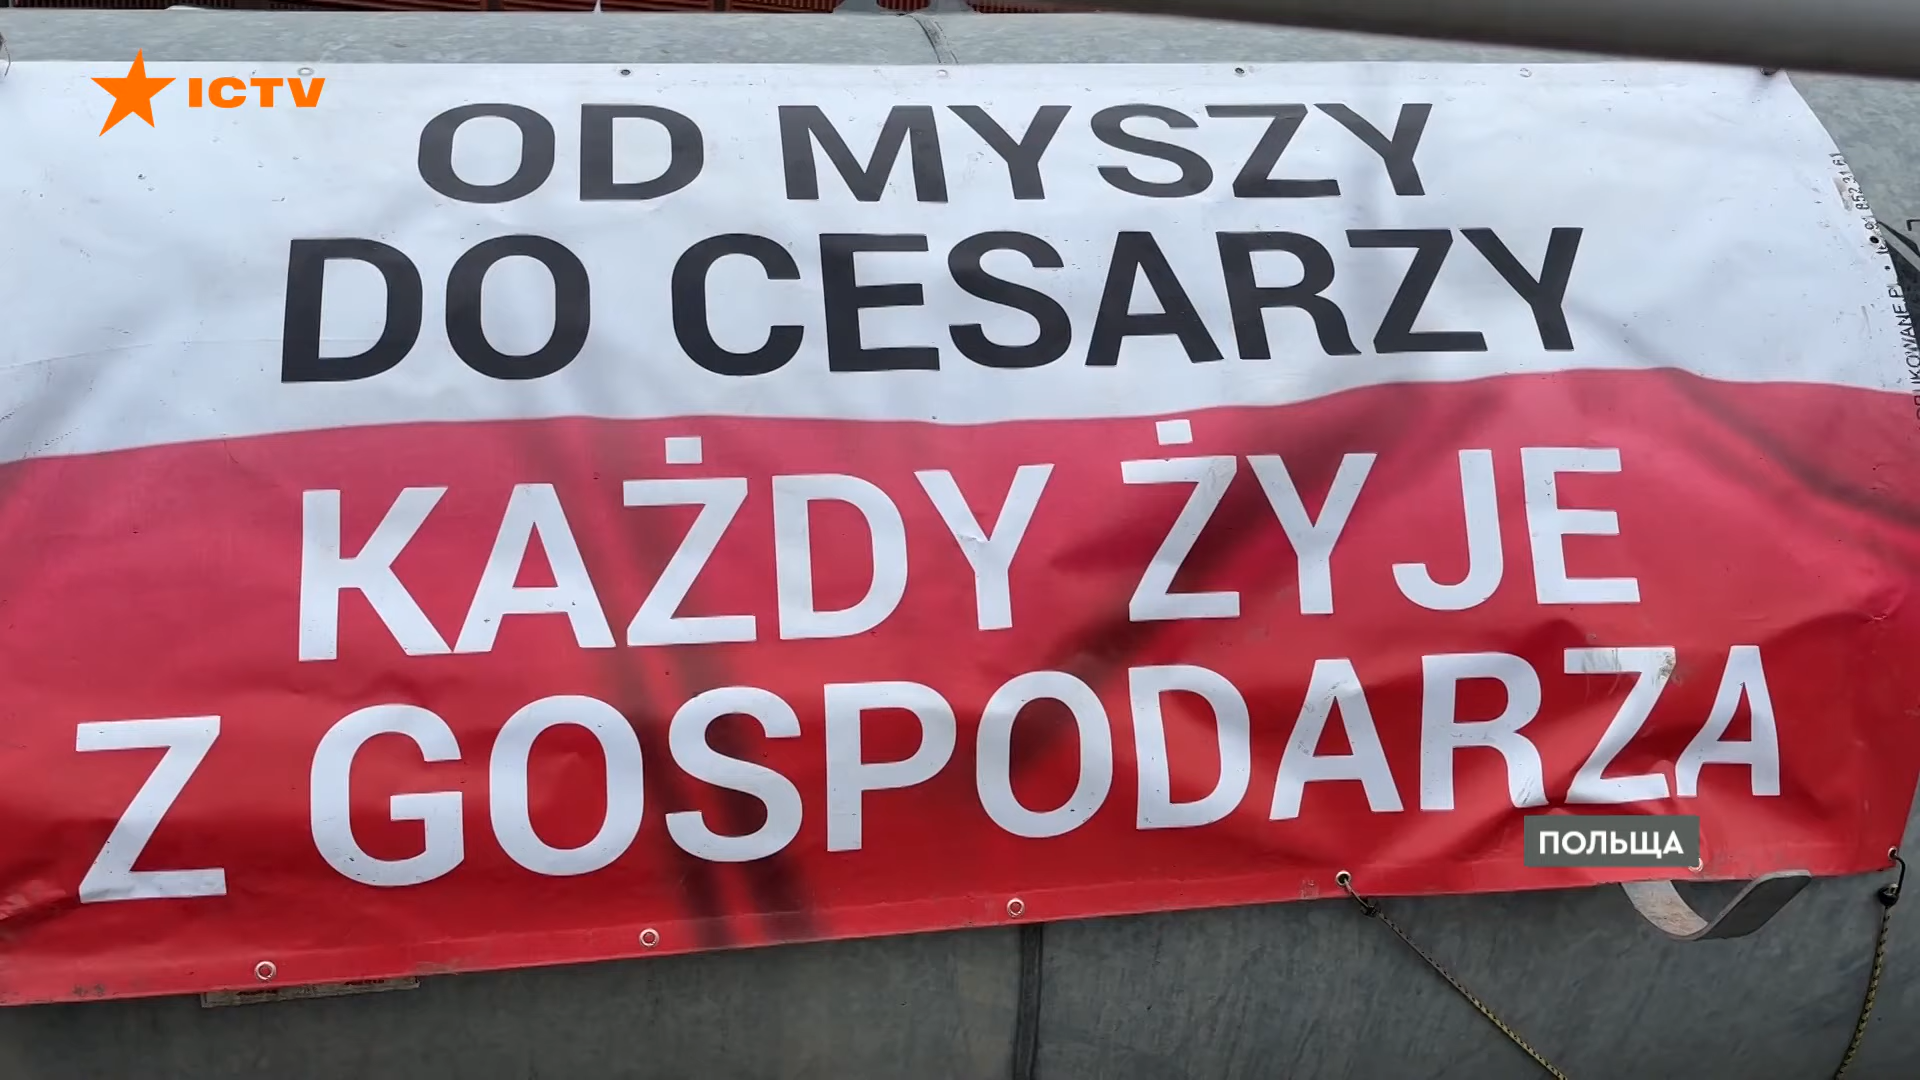 ICTV
OD MYSZY
DO CESARZY
KAŻDY ŻYJE
Z GOSPODARZA
ПОЛЬЩА